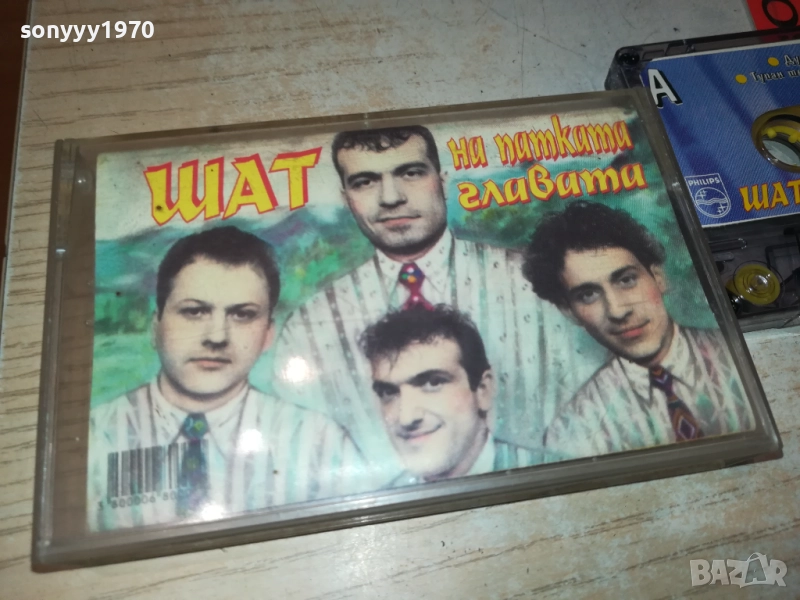 sonyyy1970
ШАТ
на патката
главата
A
PHILIPS
ШАТ
BAZAR